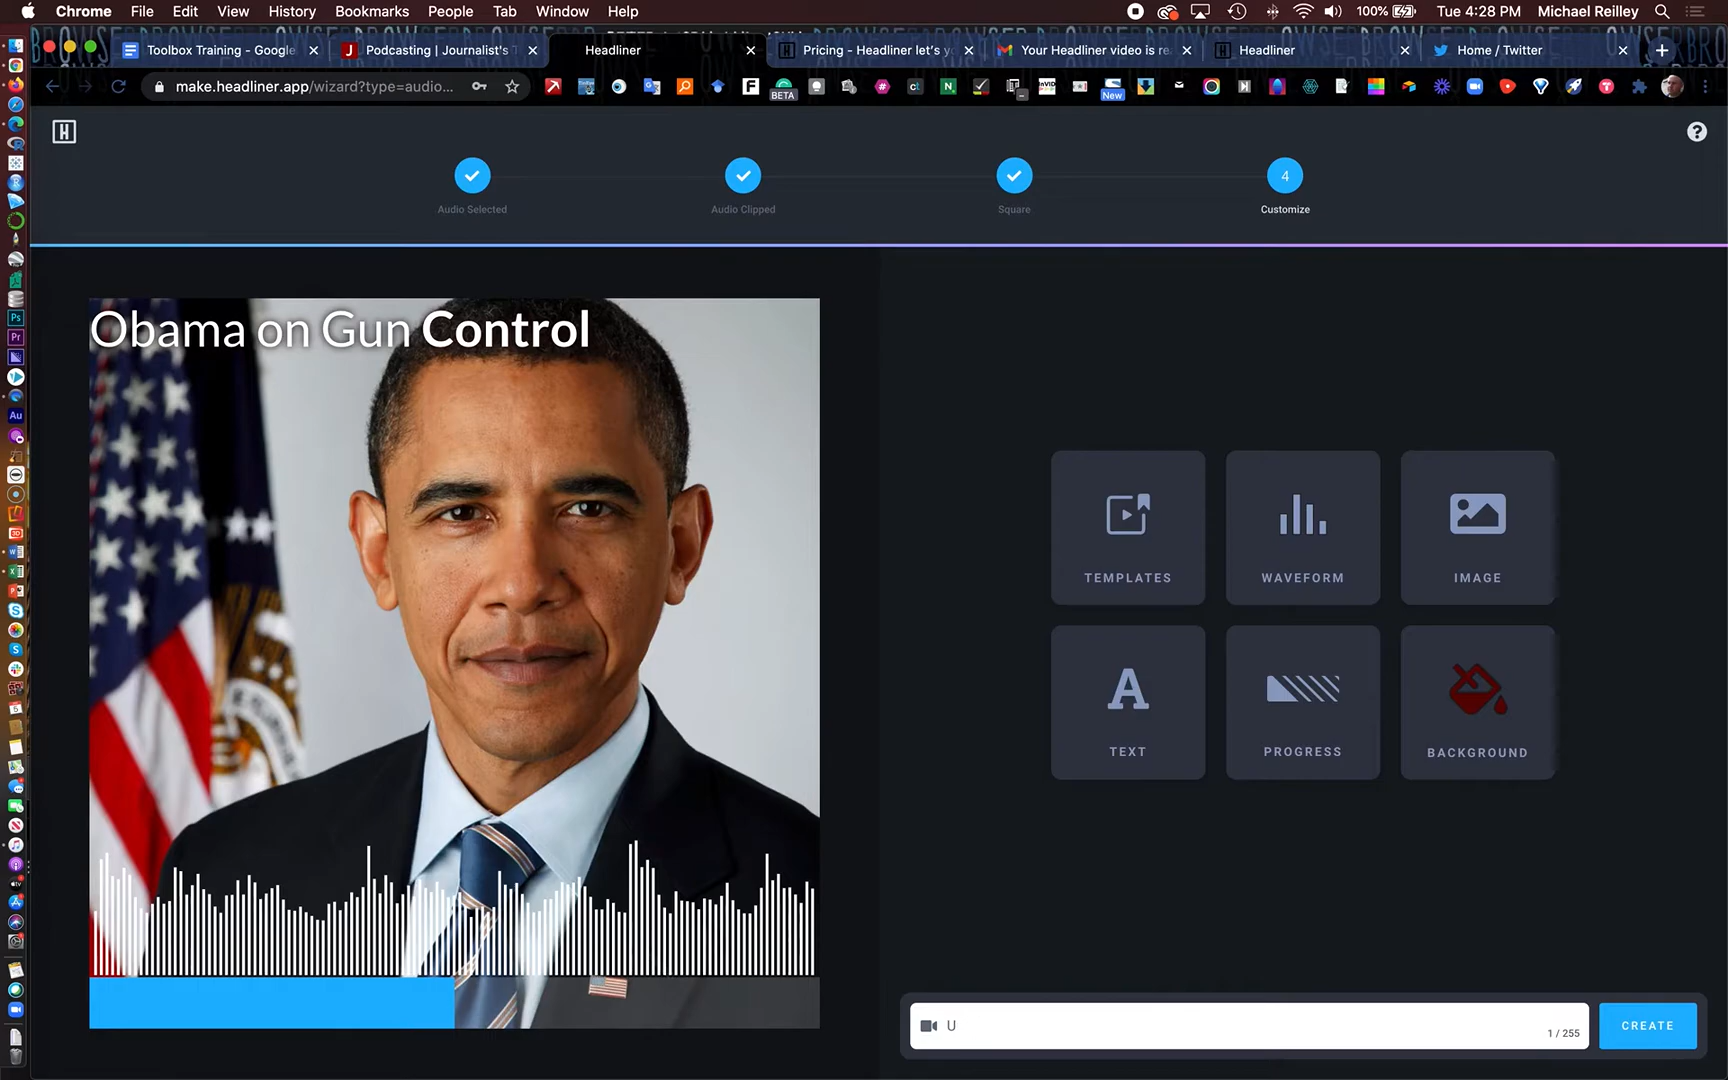 Chrome File Edit View History Bookmarks People Tab Window Help
100% Tue 4:28 PM Michael Reilley
Toolbox Training - Google
Podcasting | Journalist's T
Headliner
Pricing - Headliner let's yo
Your Headliner video is re
Headliner
Home / Twitter
make.headliner.app/wizard?type=audio...
BETA
New
Audio Selected
Audio Clipped
Square
4
Customize
Obama on Gun Control
TEMPLATES
WAVEFORM
IMAGE
TEXT
PROGRESS
BACKGROUND
U
1 / 255
CREATE